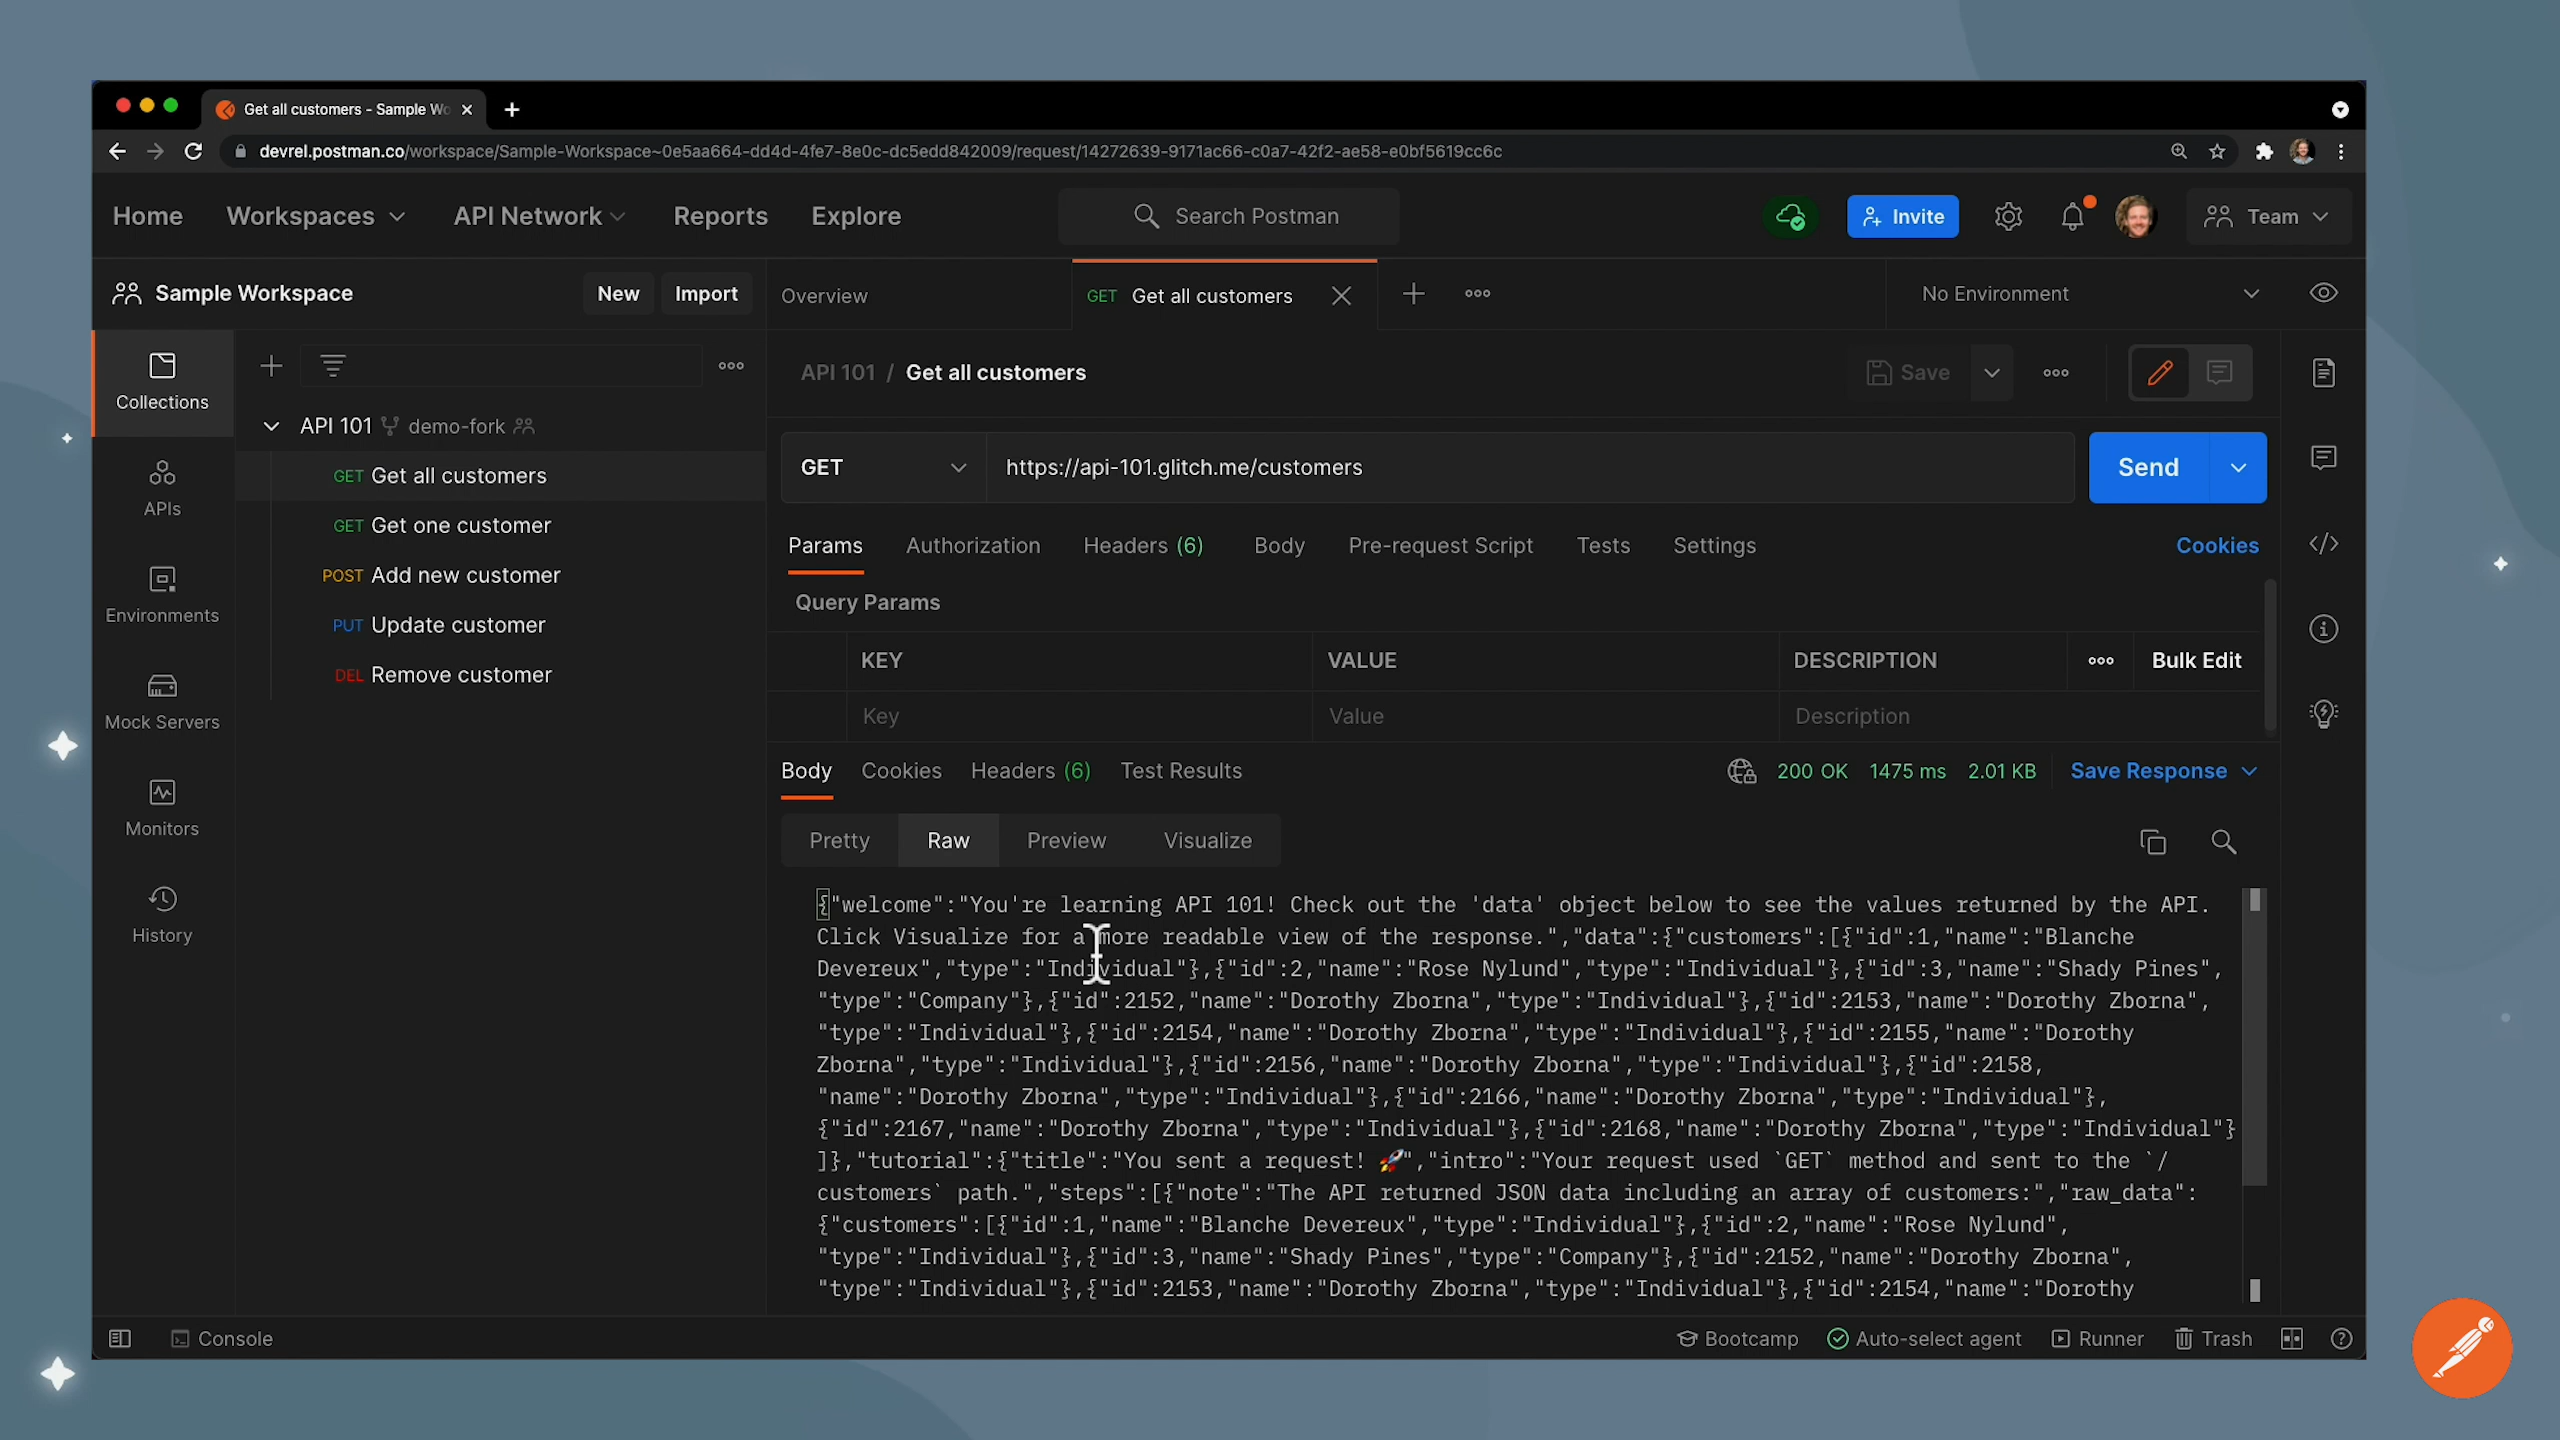 Get all customers - Sample Wo
devrel.postman.co/workspace/Sample-Workspace~0e5aa664-dd4d-4fe7-8e0c-dc5edd842009/request/14272639-9171ac66-c0a7-42f2-ae58-e0bf5619cc6c
Home Workspaces API Network Reports Explore Search Postman Invite Team
Sample Workspace New Import Overview GET Get all customers No Environment
Collections
APIs
Environments
Mock Servers
Monitors
History
API 101 demo-fork
GET Get all customers
GET Get one customer
POST Add new customer
PUT Update customer
DEL Remove customer
API 101 / Get all customers Save
GET https://api-101.glitch.me/customers Send
Params Authorization Headers (6) Body Pre-request Script Tests Settings Cookies
Query Params
KEY VALUE DESCRIPTION Bulk Edit
Key Value Description
Body Cookies Headers (6) Test Results 200 OK 1475 ms 2.01 KB Save Response
Pretty Raw Preview Visualize
{"welcome":"You're learning API 101! Check out the 'data' object below to see the values returned by the API.
Click Visualize for a more readable view of the response.","data":{"customers":[{"id":1,"name":"Blanche
Devereux","type":"Individual"},{"id":2,"name":"Rose Nylund","type":"Individual"},{"id":3,"name":"Shady Pines",
"type":"Company"},{"id":2152,"name":"Dorothy Zborna","type":"Individual"},{"id":2153,"name":"Dorothy Zborna",
"type":"Individual"},{"id":2154,"name":"Dorothy Zborna","type":"Individual"},{"id":2155,"name":"Dorothy
Zborna","type":"Individual"},{"id":2156,"name":"Dorothy Zborna","type":"Individual"},{"id":2158,
"name":"Dorothy Zborna","type":"Individual"},{"id":2166,"name":"Dorothy Zborna","type":"Individual"},
{"id":2167,"name":"Dorothy Zborna","type":"Individual"},{"id":2168,"name":"Dorothy Zborna","type":"Individual"}
]},"tutorial":{"title":"You sent a request! 🚀","intro":"Your request used `GET` method and sent to the `/
customers` path.","steps":[{"note":"The API returned JSON data including an array of customers:","raw_data":
{"customers":[{"id":1,"name":"Blanche Devereux","type":"Individual"},{"id":2,"name":"Rose Nylund",
"type":"Individual"},{"id":3,"name":"Shady Pines","type":"Company"},{"id":2152,"name":"Dorothy Zborna",
"type":"Individual"},{"id":2153,"name":"Dorothy Zborna","type":"Individual"},{"id":2154,"name":"Dorothy
Console Bootcamp Auto-select agent Runner Trash